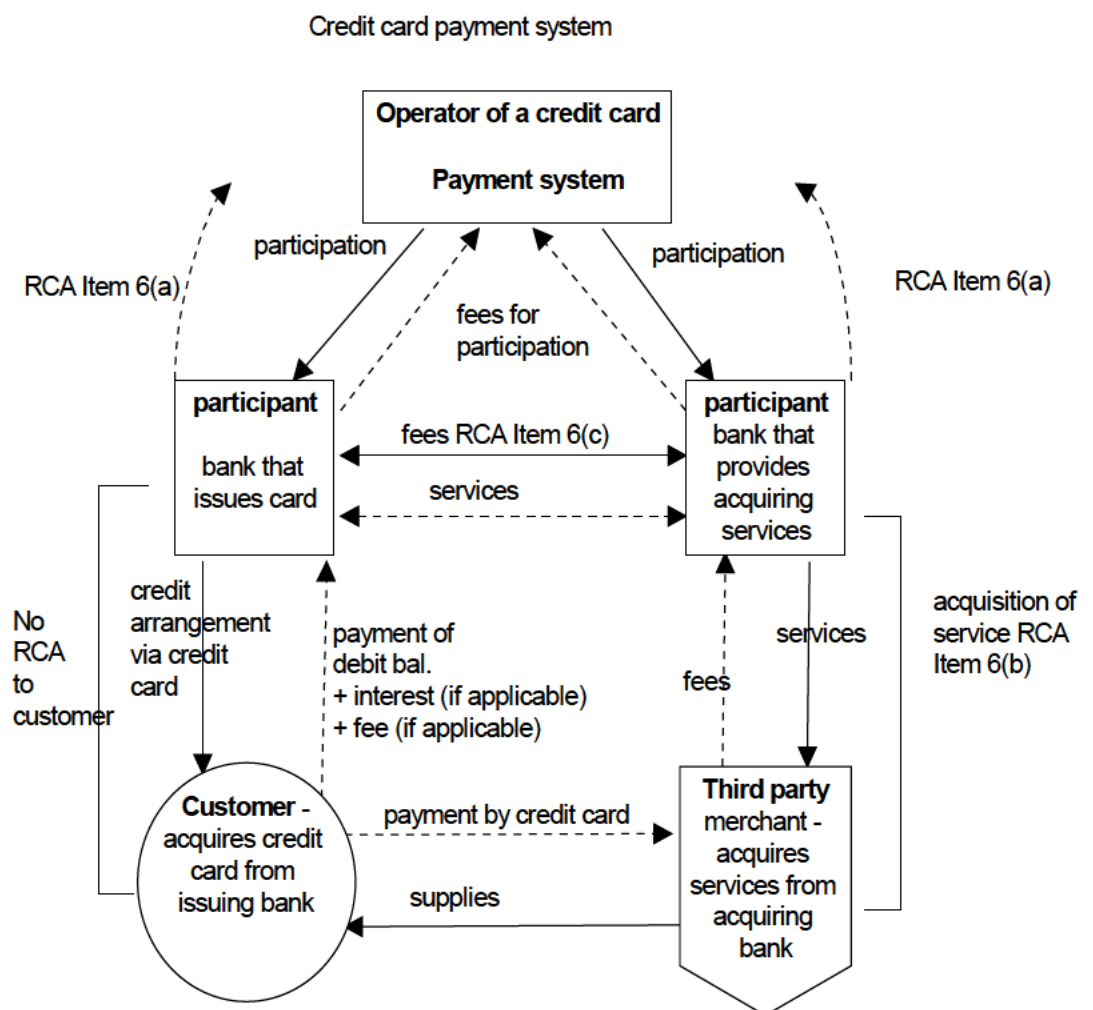 Credit card payment system
Operator of a credit card
Payment system
participation
participation
RCA Item 6(a)
RCA Item 6(a)
fees for
participation
participant
bank that
issues card
participant
bank that
provides
acquiring
services
fees RCA Item 6(c)
services
No
RCA
to
customer
credit
arrangement
via credit
card
payment of
debit bal.
+ interest (if applicable)
+ fee (if applicable)
fees
services
acquisition of
service RCA
Item 6(b)
Customer -
acquires credit
card from
issuing bank
payment by credit card
supplies
Third party
merchant -
acquires
services from
acquiring
bank